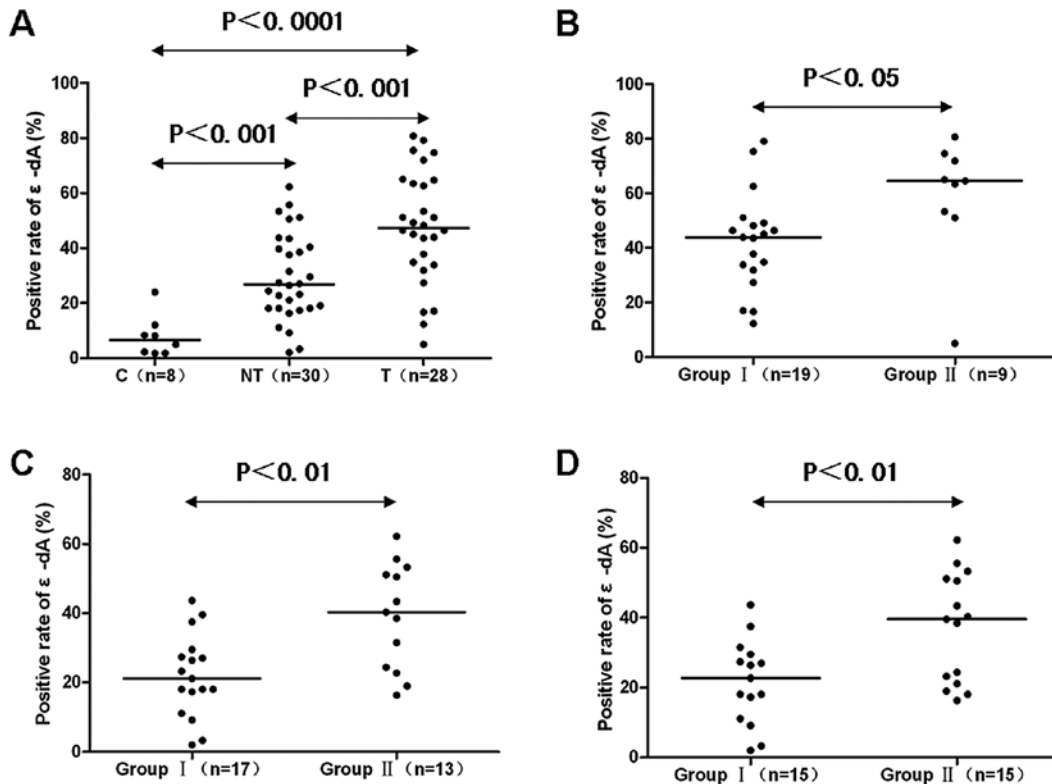 A
P<0. 0001
P<0. 001
P<0. 001
Positive rate of ε -dA (%)
100
80
60
40
20
0
C (n=8) NT (n=30) T (n=28)
B
P<0. 05
Positive rate of ε -dA (%)
100
80
60
40
20
0
Group Ⅰ (n=19) Group Ⅱ (n=9)
C
P<0. 01
Positive rate of ε -dA (%)
80
60
40
20
0
Group Ⅰ (n=17) Group Ⅱ (n=13)
D
P<0. 01
Positive rate of ε -dA (%)
80
60
40
20
0
Group Ⅰ (n=15) Group Ⅱ (n=15)